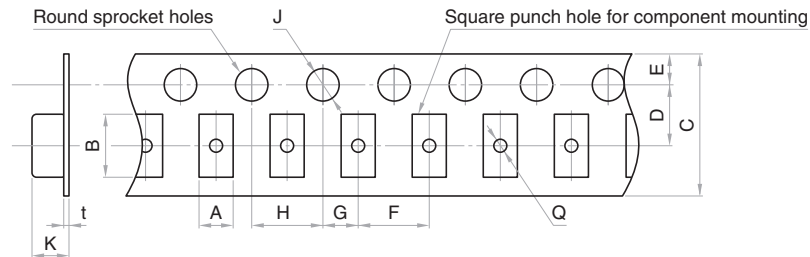 Round sprocket holes
J
Square punch hole for component mounting
E
D
C
B
A
H
G
F
Q
t
K